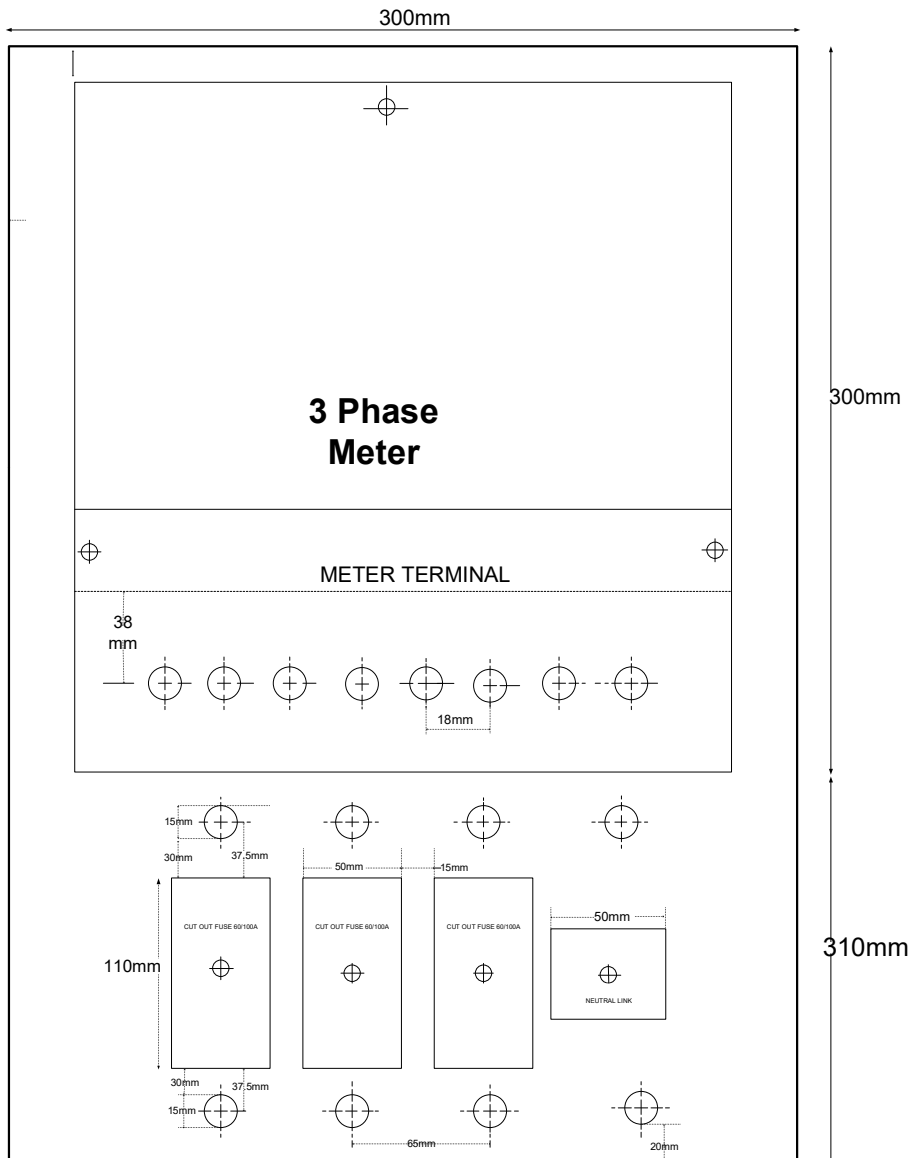 300mm
300mm
3 Phase
Meter
METER TERMINAL
38
mm
18mm
15mm
30mm
37.5mm
50mm
15mm
CUT OUT FUSE 60/100A
CUT OUT FUSE 60/100A
CUT OUT FUSE 60/100A
50mm
110mm
310mm
NEUTRAL LINK
30mm
37.5mm
15mm
65mm
20mm